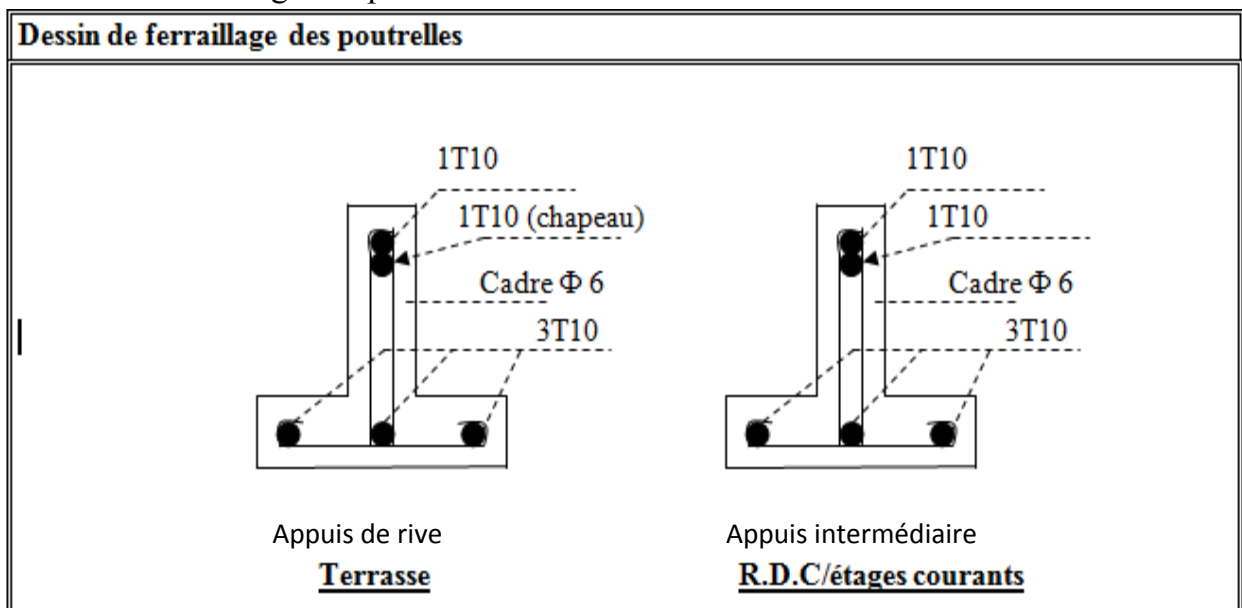 Dessin de ferraillage des poutrelles
1T10
1T10 (chapeau)
Cadre Φ 6
3T10
Appuis de rive
Terrasse
1T10
1T10
Cadre Φ 6
3T10
Appuis intermédiaire
R.D.C/étages courants